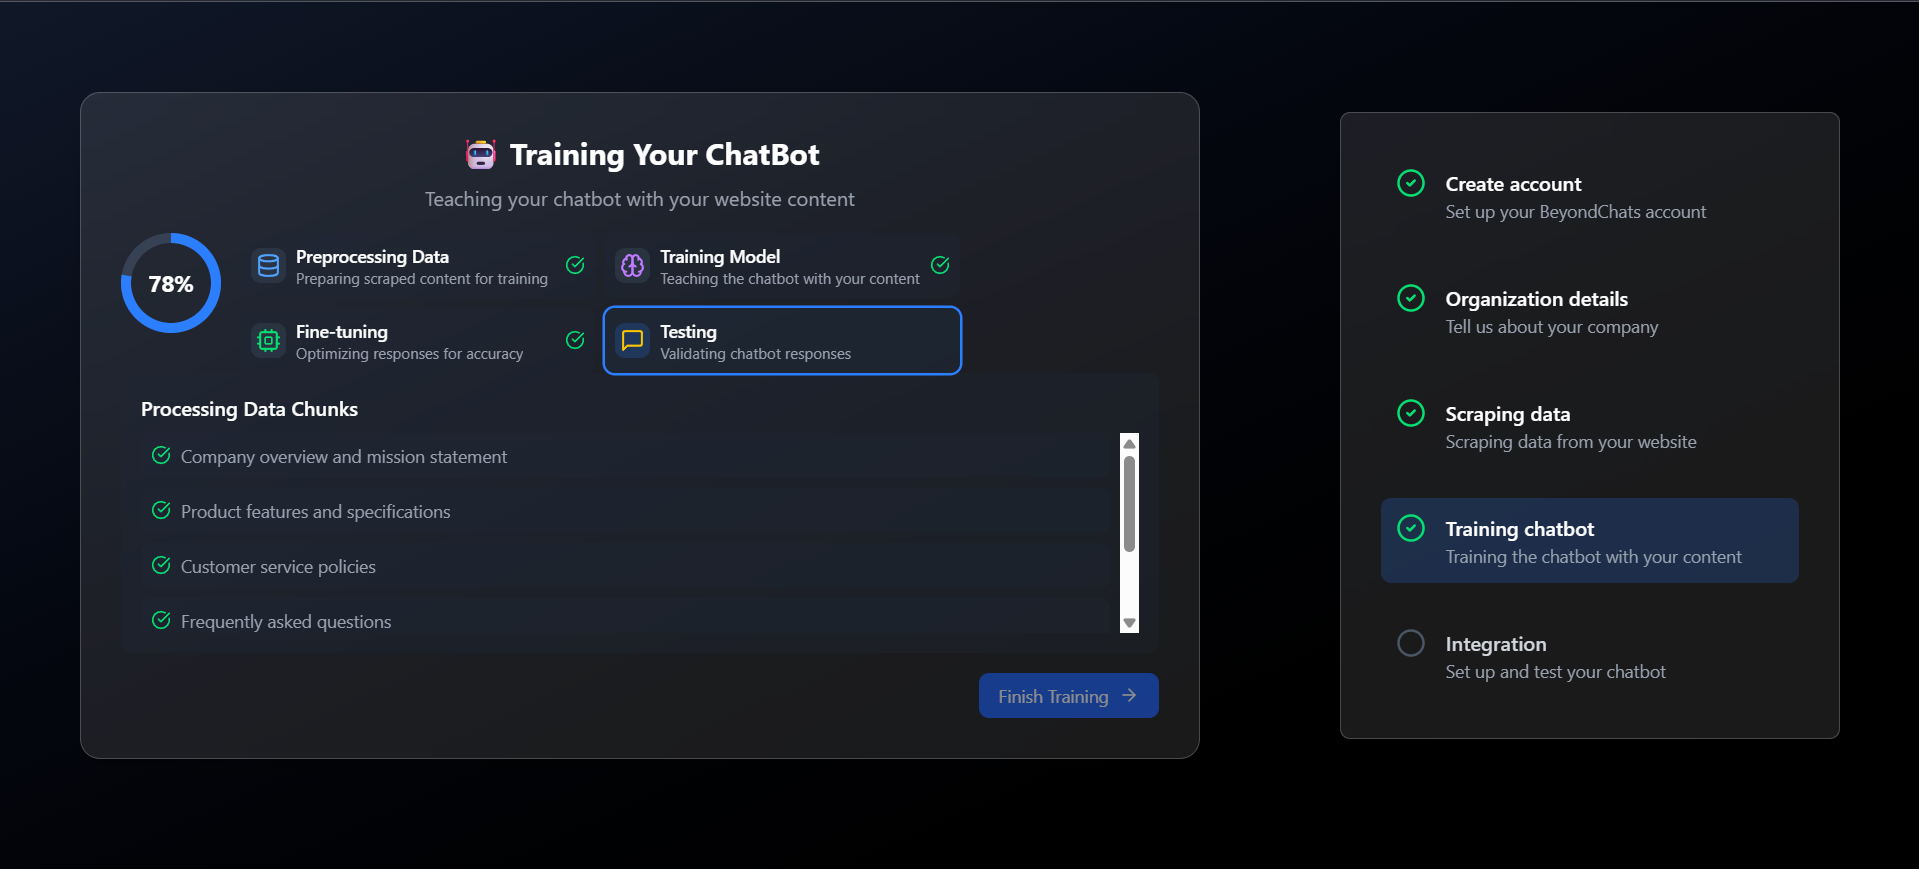 Training Your ChatBot
Teaching your chatbot with your website content
78%
Preprocessing Data
Preparing scraped content for training
Training Model
Teaching the chatbot with your content
Fine-tuning
Optimizing responses for accuracy
Testing
Validating chatbot responses
Processing Data Chunks
Company overview and mission statement
Product features and specifications
Customer service policies
Frequently asked questions
Finish Training
Create account
Set up your BeyondChats account
Organization details
Tell us about your company
Scraping data
Scraping data from your website
Training chatbot
Training the chatbot with your content
Integration
Set up and test your chatbot